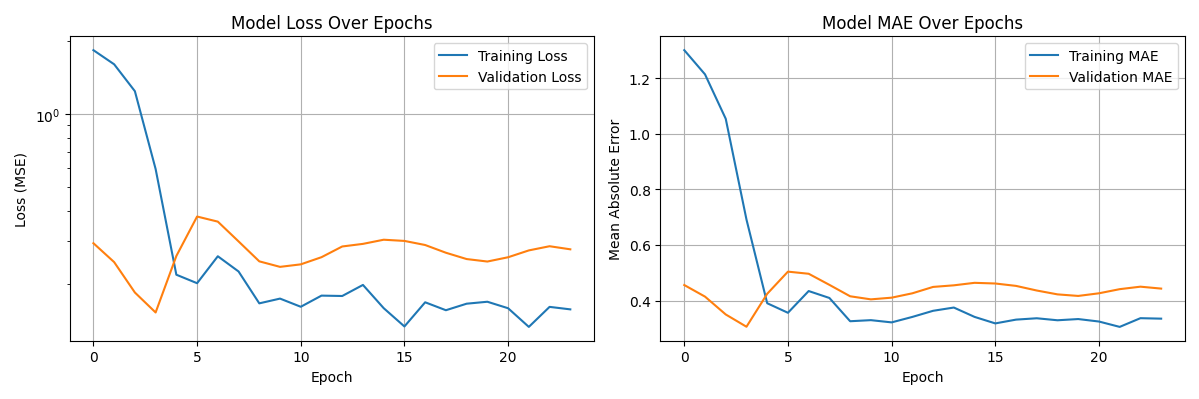 Model Loss Over Epochs
Training Loss
Validation Loss
10⁰
Loss (MSE)
0 5 10 15 20
Epoch
Model MAE Over Epochs
Training MAE
Validation MAE
1.2
1.0
0.8
0.6
0.4
Mean Absolute Error
0 5 10 15 20
Epoch